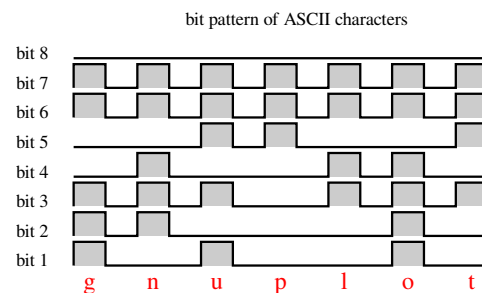 bit pattern of ASCII characters
bit 8
bit 7
bit 6
bit 5
bit 4
bit 3
bit 2
bit 1
g n u p l o t